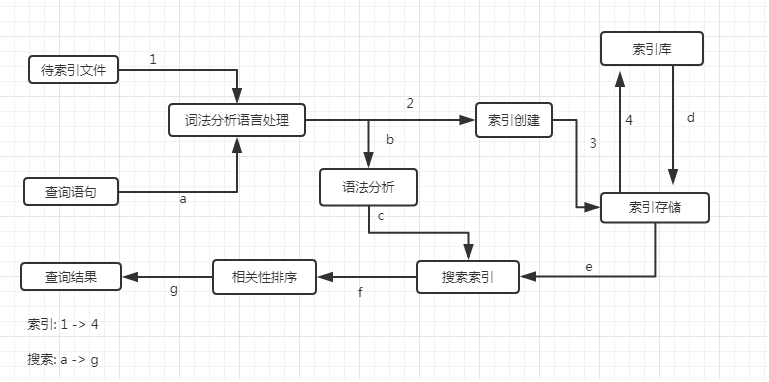 索引库
待索引文件
1
2
词法分析语言处理
索引创建
4
d
b
3
语法分析
查询语句
a
索引存储
c
e
查询结果
相关性排序
搜索索引
g
f
索引: 1 -> 4
搜索: a -> g